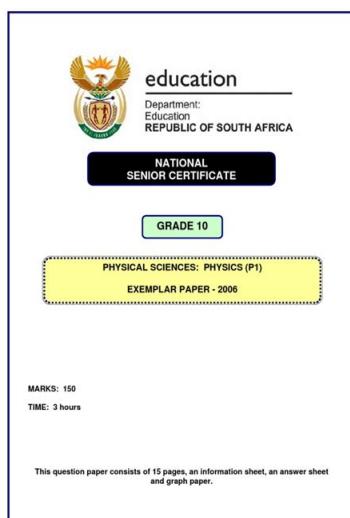 education
Department:
Education
REPUBLIC OF SOUTH AFRICA
NATIONAL
SENIOR CERTIFICATE
GRADE 10
PHYSICAL SCIENCES: PHYSICS (P1)
EXEMPLAR PAPER - 2006
MARKS: 150
TIME: 3 hours
This question paper consists of 15 pages, an information sheet, an answer sheet
and graph paper.